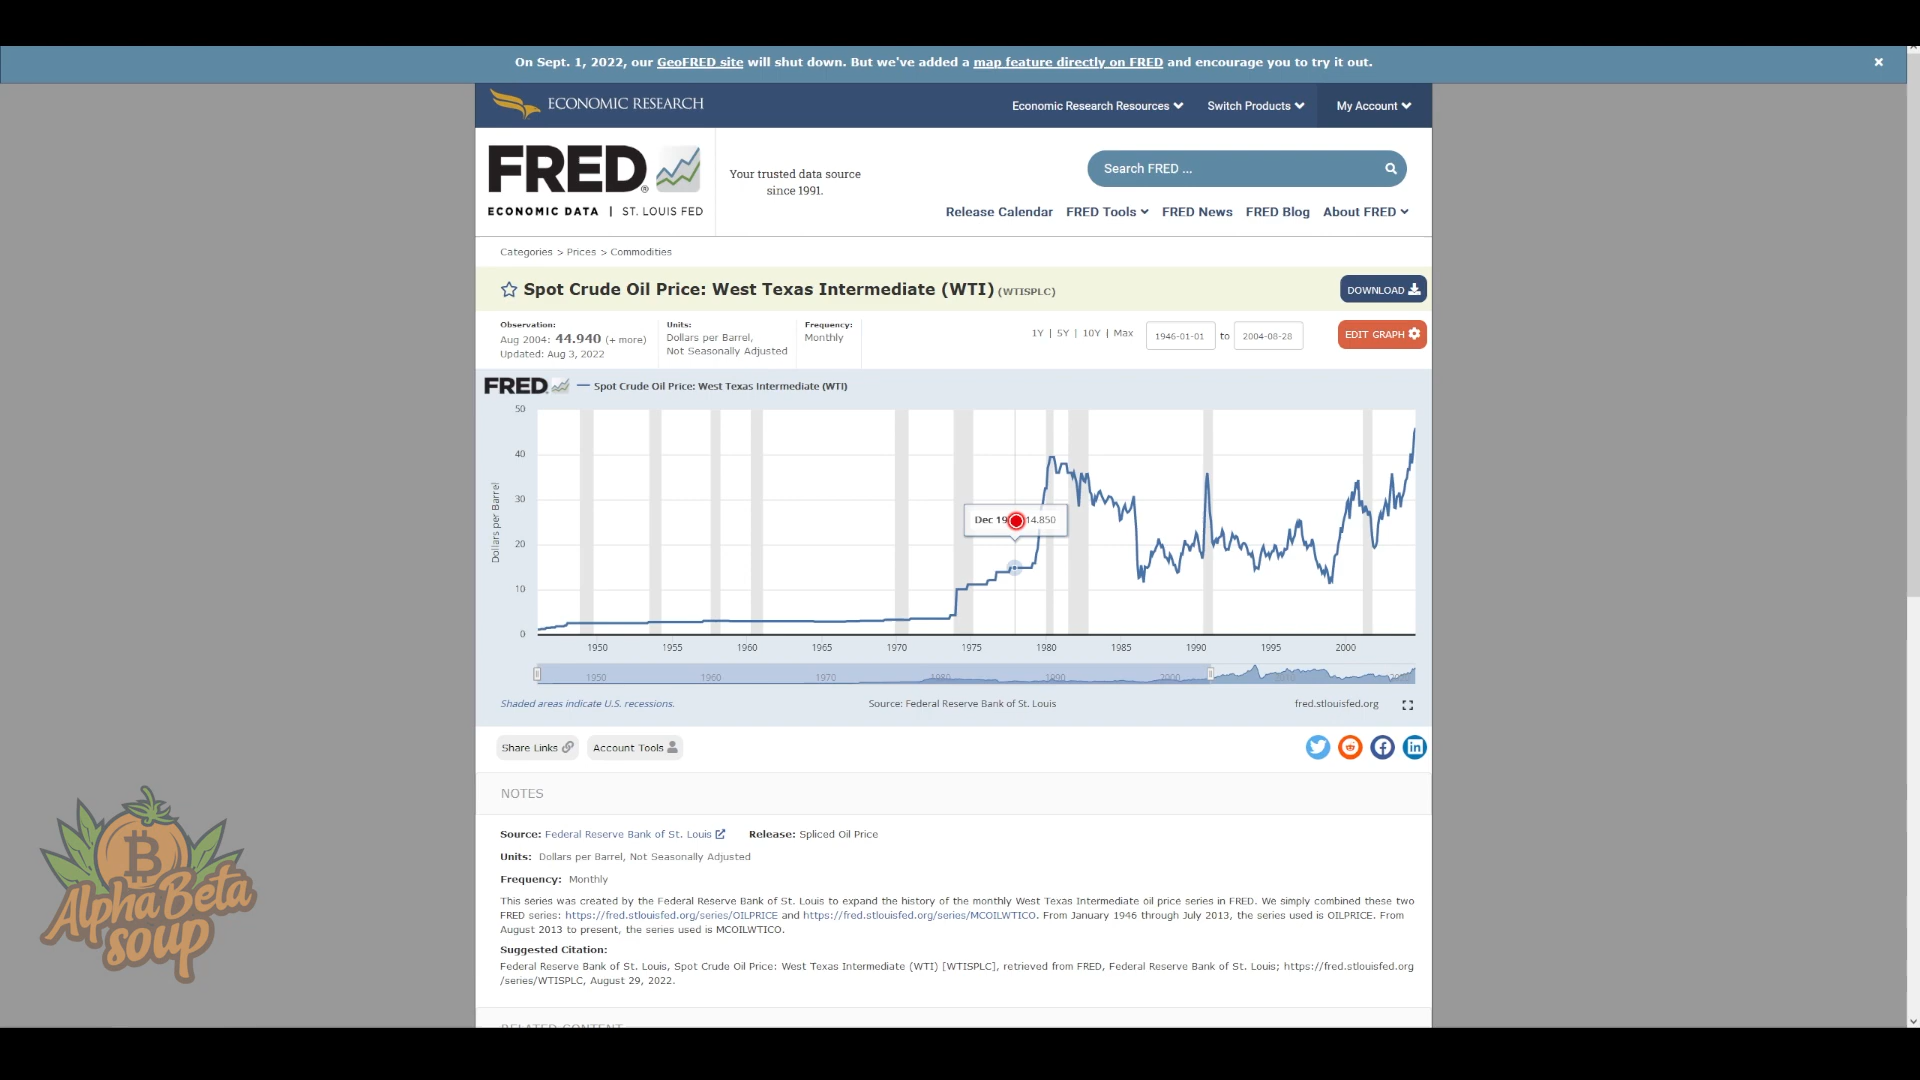 On Sept. 1, 2022, our GeoFRED site will shut down. But we've added a map feature directly on FRED and encourage you to try it out.
ECONOMIC RESEARCH
Economic Research Resources
Switch Products
My Account
FRED
ECONOMIC DATA | ST. LOUIS FED
Your trusted data source
since 1991.
Search FRED ...
Release Calendar
FRED Tools
FRED News
FRED Blog
About FRED
Categories > Prices > Commodities
Spot Crude Oil Price: West Texas Intermediate (WTI) (WTISPLC)
DOWNLOAD
Observation:
Aug 2004: 44.940 (+ more)
Updated: Aug 3, 2022
Units:
Dollars per Barrel,
Not Seasonally Adjusted
Frequency:
Monthly
1Y | 5Y | 10Y | Max
1946-01-01 to 2004-08-28
EDIT GRAPH
FRED
Spot Crude Oil Price: West Texas Intermediate (WTI)
Dollars per Barrel
50
40
30
20
10
0
Dec 19 14.850
1950 1955 1960 1965 1970 1975 1980 1985 1990 1995 2000
1950 1960 1970 1980 1990 2000
Shaded areas indicate U.S. recessions.
Source: Federal Reserve Bank of St. Louis
fred.stlouisfed.org
Share Links
Account Tools
NOTES
Source: Federal Reserve Bank of St. Louis
Release: Spliced Oil Price
Units: Dollars per Barrel, Not Seasonally Adjusted
Frequency: Monthly
This series was created by the Federal Reserve Bank of St. Louis to expand the history of the monthly West Texas Intermediate oil price series in FRED. We simply combined these two
FRED series: https://fred.stlouisfed.org/series/OILPRICE and https://fred.stlouisfed.org/series/MCOILWTICO. From January 1946 through July 2013, the series used is OILPRICE. From
August 2013 to present, the series used is MCOILWTICO.
Suggested Citation:
Federal Reserve Bank of St. Louis, Spot Crude Oil Price: West Texas Intermediate (WTI) [WTISPLC], retrieved from FRED, Federal Reserve Bank of St. Louis; https://fred.stlouisfed.org
/series/WTISPLC, August 29, 2022.
AlphaBeta
soup